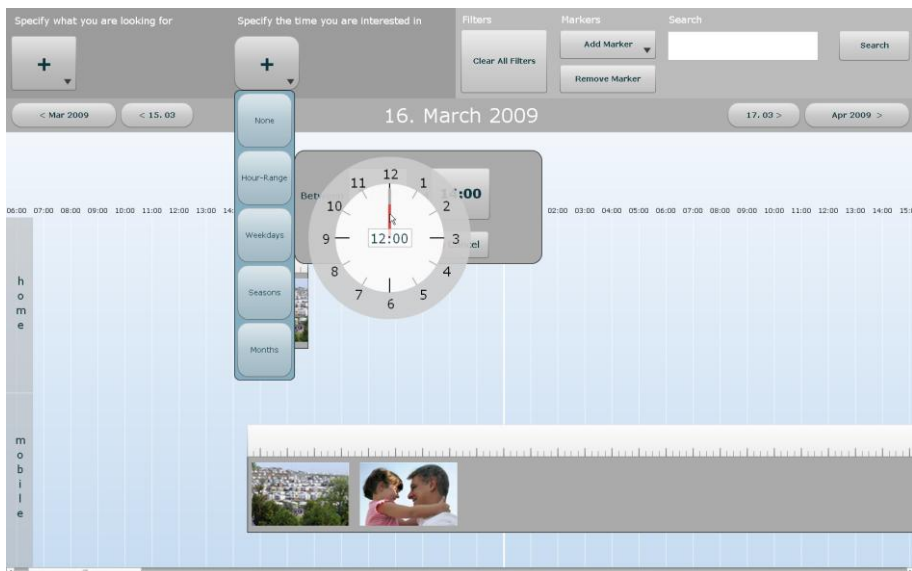 Specify what you are looking for
Specify the time you are interested in
Filters
Markers
Search
+
+
Clear All Filters
Add Marker
Remove Marker
Search
< Mar 2009
< 15. 03
16. March 2009
17. 03 >
Apr 2009 >
None
Hour-Range
Weekdays
Seasons
Months
:00
12
1
2
3
4
5
6
7
8
9
10
11
12:00
06:00 07:00 08:00 09:00 10:00 11:00 12:00 13:00
02:00 03:00 04:00 05:00 06:00 07:00 08:00 09:00 10:00 11:00 12:00 13:00 14:00
home
mobile